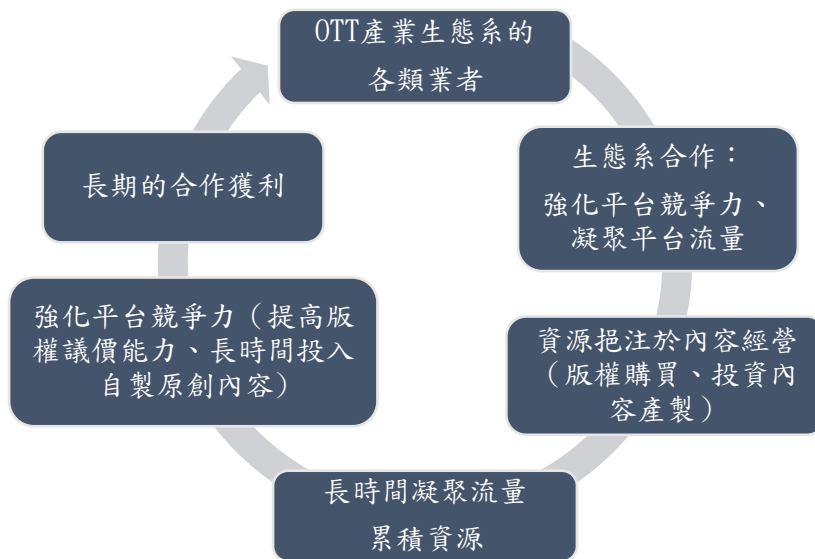 OTT產業生態系的
各類業者
生態系合作：
強化平台競爭力、
凝聚平台流量
資源挹注於內容經營
（版權購買、投資內
容產製）
長時間凝聚流量
累積資源
強化平台競爭力（提高版
權議價能力、長時間投入
自製原創內容）
長期的合作獲利